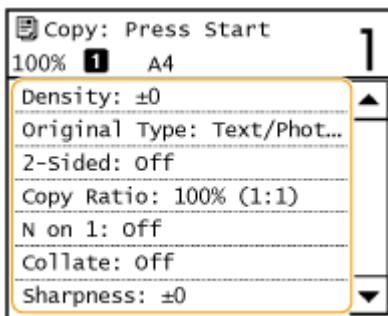 Copy: Press Start
100% 1 A4
1
Density: ±0
Original Type: Text/Phot...
2-Sided: Off
Copy Ratio: 100% (1:1)
N on 1: Off
Collate: Off
Sharpness: ±0